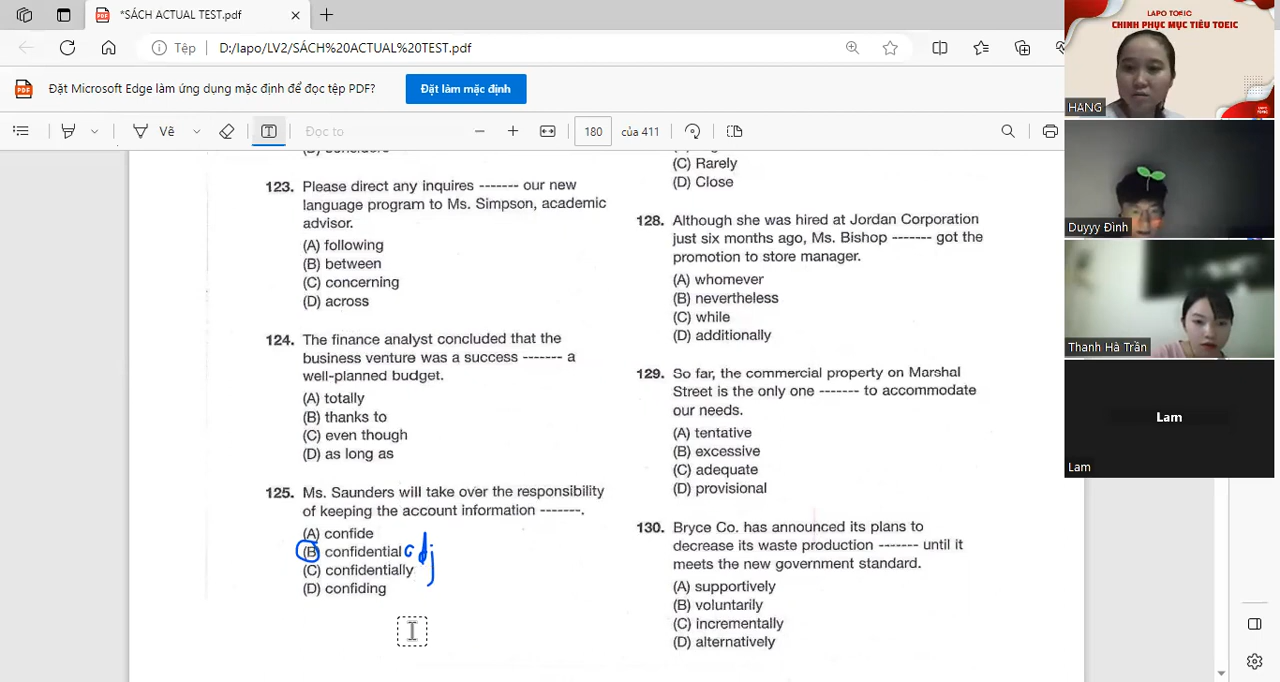 *SÁCH ACTUAL TEST.pdf
Tệp
D:/lapo/LV2/SÁCH%20ACTUAL%20TEST.pdf
Đặt Microsoft Edge làm ứng dụng mặc định để đọc tệp PDF?
Đặt làm mặc định
Vẽ
Đọc to
180
của 411
123. Please direct any inquires ------- our new
language program to Ms. Simpson, academic
advisor.
(A) following
(B) between
(C) concerning
(D) across
124. The finance analyst concluded that the
business venture was a success ------- a
well-planned budget.
(A) totally
(B) thanks to
(C) even though
(D) as long as
125. Ms. Saunders will take over the responsibility
of keeping the account information -------.
(A) confide
(B) confidential adj
(C) confidentially
(D) confiding
(C) Rarely
(D) Close
128. Although she was hired at Jordan Corporation
just six months ago, Ms. Bishop ------- got the
promotion to store manager.
(A) whomever
(B) nevertheless
(C) while
(D) additionally
129. So far, the commercial property on Marshal
Street is the only one ------- to accommodate
our needs.
(A) tentative
(B) excessive
(C) adequate
(D) provisional
130. Bryce Co. has announced its plans to
decrease its waste production ------- until it
meets the new government standard.
(A) supportively
(B) voluntarily
(C) incrementally
(D) alternatively
LAPO TOEIC
CHINH PHỤC MỤC TIÊU TOEIC
HANG
Duyyy Đình
Thanh Hà Trần
Lam
Lam